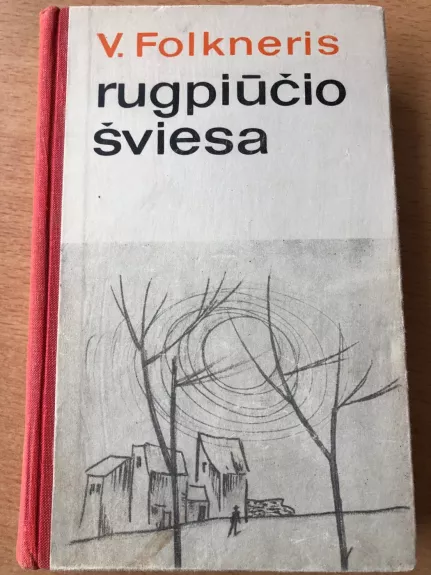 V. Folkneris
rugpiūčio
šviesa